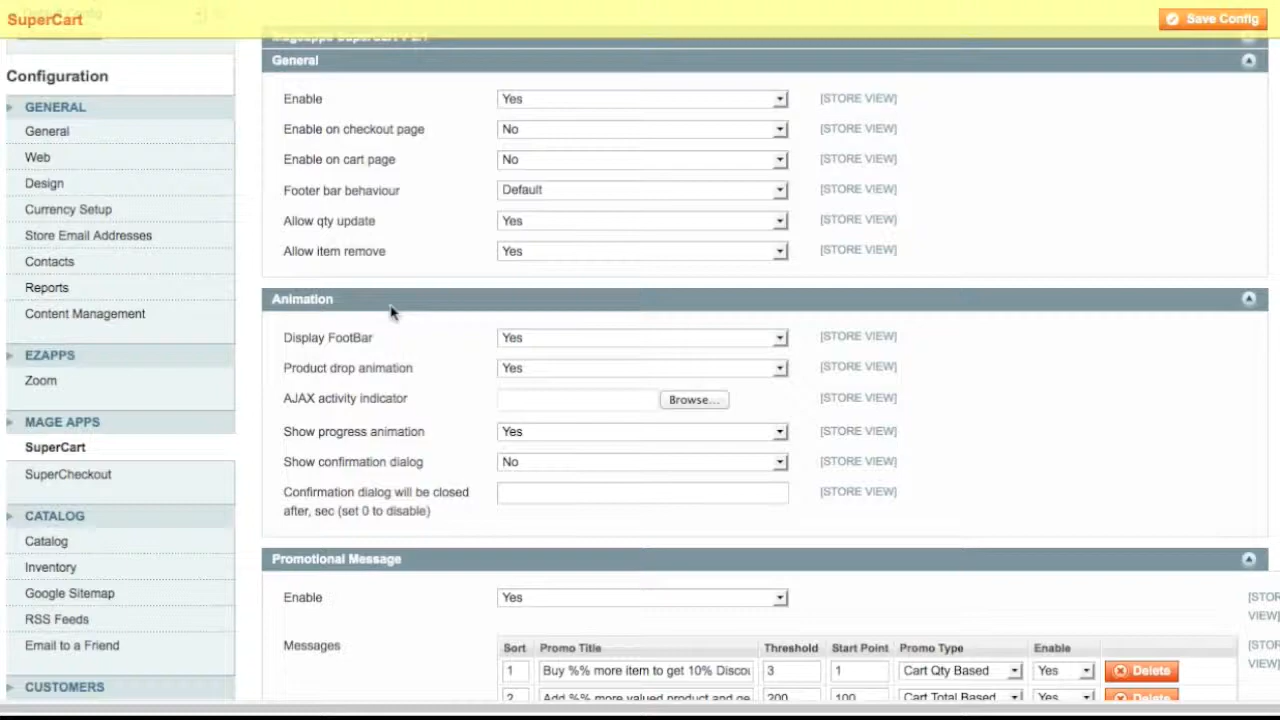 SuperCart
Save Config
Configuration
GENERAL
General
Web
Design
Currency Setup
Store Email Addresses
Contacts
Reports
Content Management
EZAPPS
Zoom
MAGE APPS
SuperCart
SuperCheckout
CATALOG
Catalog
Inventory
Google Sitemap
RSS Feeds
Email to a Friend
CUSTOMERS
General
Enable Yes [STORE VIEW]
Enable on checkout page No [STORE VIEW]
Enable on cart page No [STORE VIEW]
Footer bar behaviour Default [STORE VIEW]
Allow qty update Yes [STORE VIEW]
Allow item remove Yes [STORE VIEW]
Animation
Display FootBar Yes [STORE VIEW]
Product drop animation Yes [STORE VIEW]
AJAX activity indicator Browse... [STORE VIEW]
Show progress animation Yes [STORE VIEW]
Show confirmation dialog No [STORE VIEW]
Confirmation dialog will be closed [STORE VIEW]
after, sec (set 0 to disable)
Promotional Message
Enable Yes [STOR
VIEW]
Messages [STOR
VIEW]
Sort Promo Title Threshold Start Point Promo Type Enable
1 Buy %% more item to get 10% Discou 3 1 Cart Qty Based Yes Delete
2 Add %% more valued product and ge 200 100 Cart Total Based Yes Delete